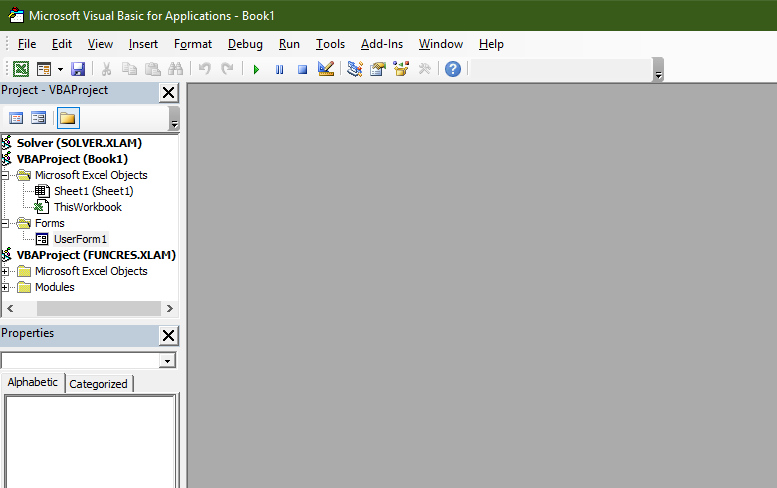 Microsoft Visual Basic for Applications - Book1
File Edit View Insert Format Debug Run Tools Add-Ins Window Help
Project - VBAProject
Solver (SOLVER.XLAM)
VBAProject (Book1)
Microsoft Excel Objects
Sheet1 (Sheet1)
ThisWorkbook
Forms
UserForm1
VBAProject (FUNCRES.XLAM)
Microsoft Excel Objects
Modules
Properties
Alphabetic Categorized